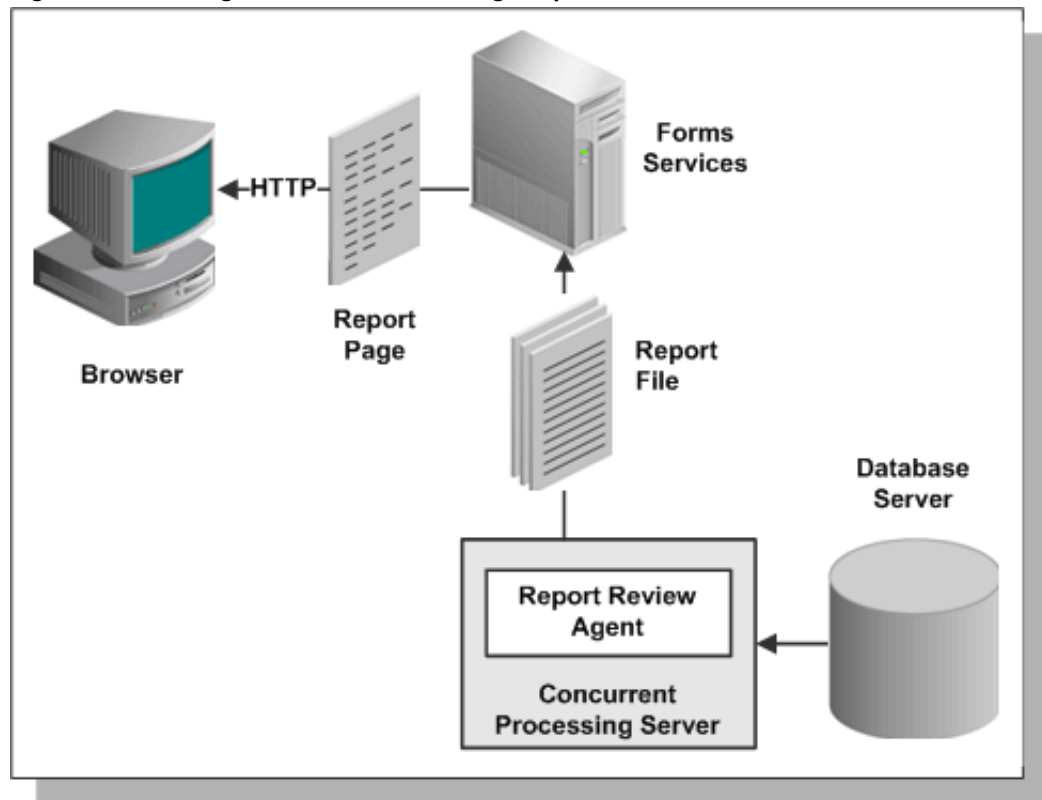 Forms
Services
HTTP
Report
Page
Browser
Report
File
Database
Server
Report Review
Agent
Concurrent
Processing Server